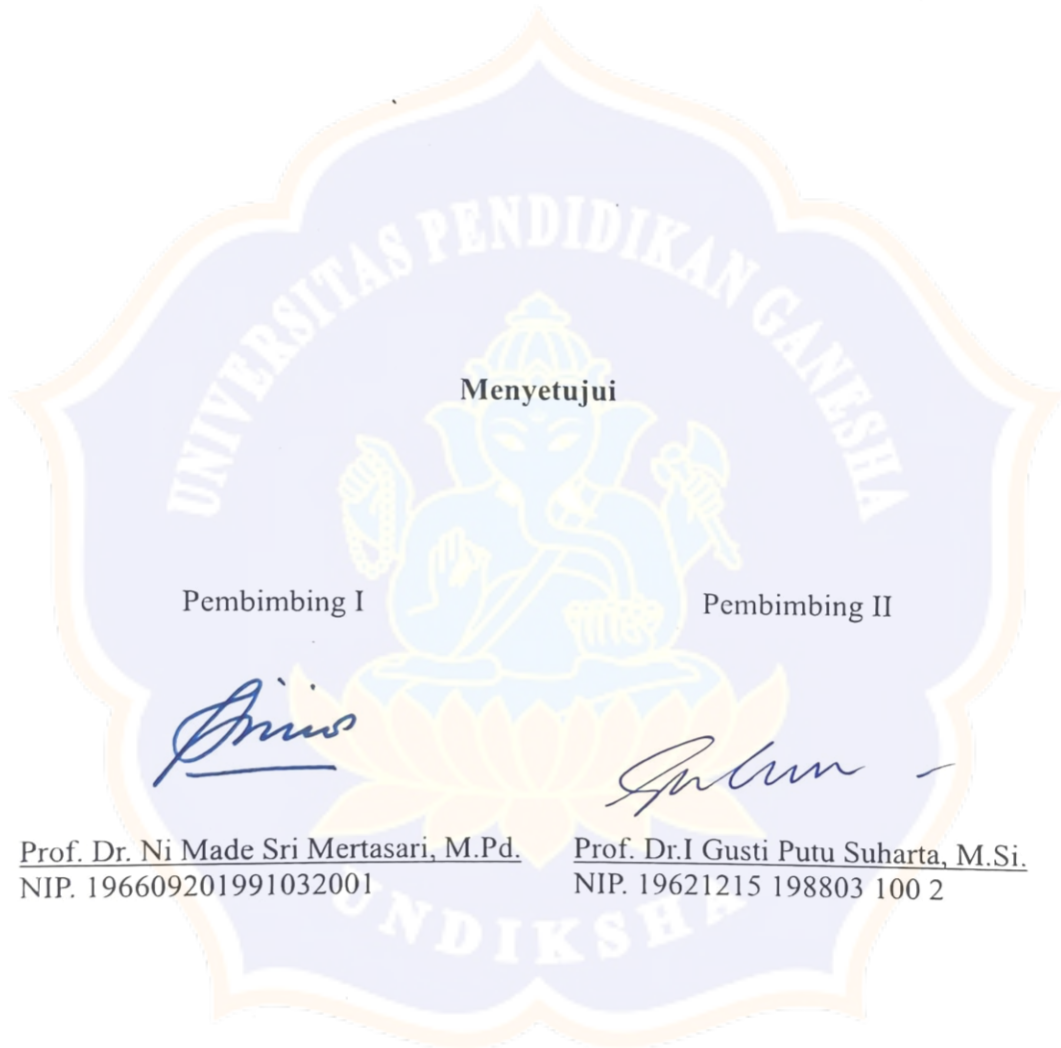 UNIVERSITAS PENDIDIKAN GANESHA
Menyetujui
Pembimbing I
Pembimbing II
Prof. Dr. Ni Made Sri Mertasari, M.Pd.
NIP. 196609201991032001
Prof. Dr.I Gusti Putu Suharta, M.Si.
NIP. 19621215 198803 100 2
UNDIKSHA